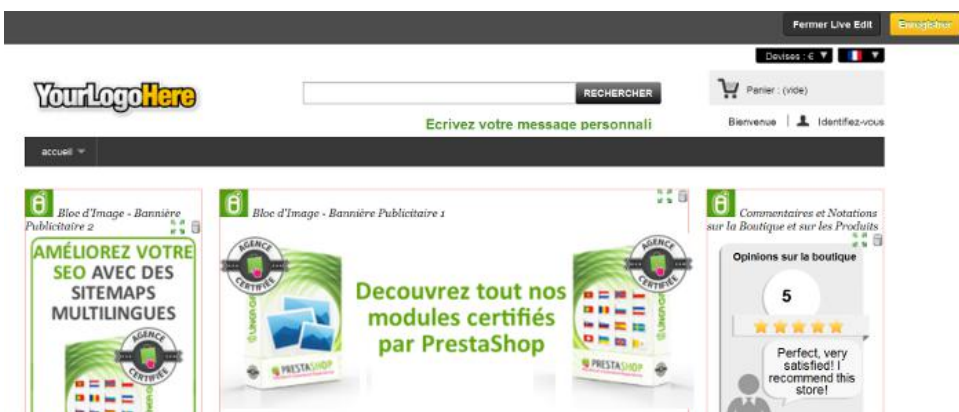 Fermer Live Edit
Enregistrer
Devises : €
YourLogoHere
RECHERCHER
Panier : (vide)
Ecrivez votre message personnali
Bienvenue
Identifiez-vous
accueil
Bloc d'Image - Bannière
Publicitaire 2
Bloc d'Image - Bannière Publicitaire 1
Commentaires et Notations
sur la Boutique et sur les Produits
AMÉLIOREZ VOTRE
SEO AVEC DES
SITEMAPS
MULTILINGUES
AGENCE
CERTIFIÉE
AGENCE
CERTIFIÉE
Decouvrez tout nos
modules certifiés
par PrestaShop
PRESTASHOP
AGENCE
CERTIFIÉE
PRESTASHOP
Opinions sur la boutique
5
Perfect, very
satisfied! I
recommend this
store!